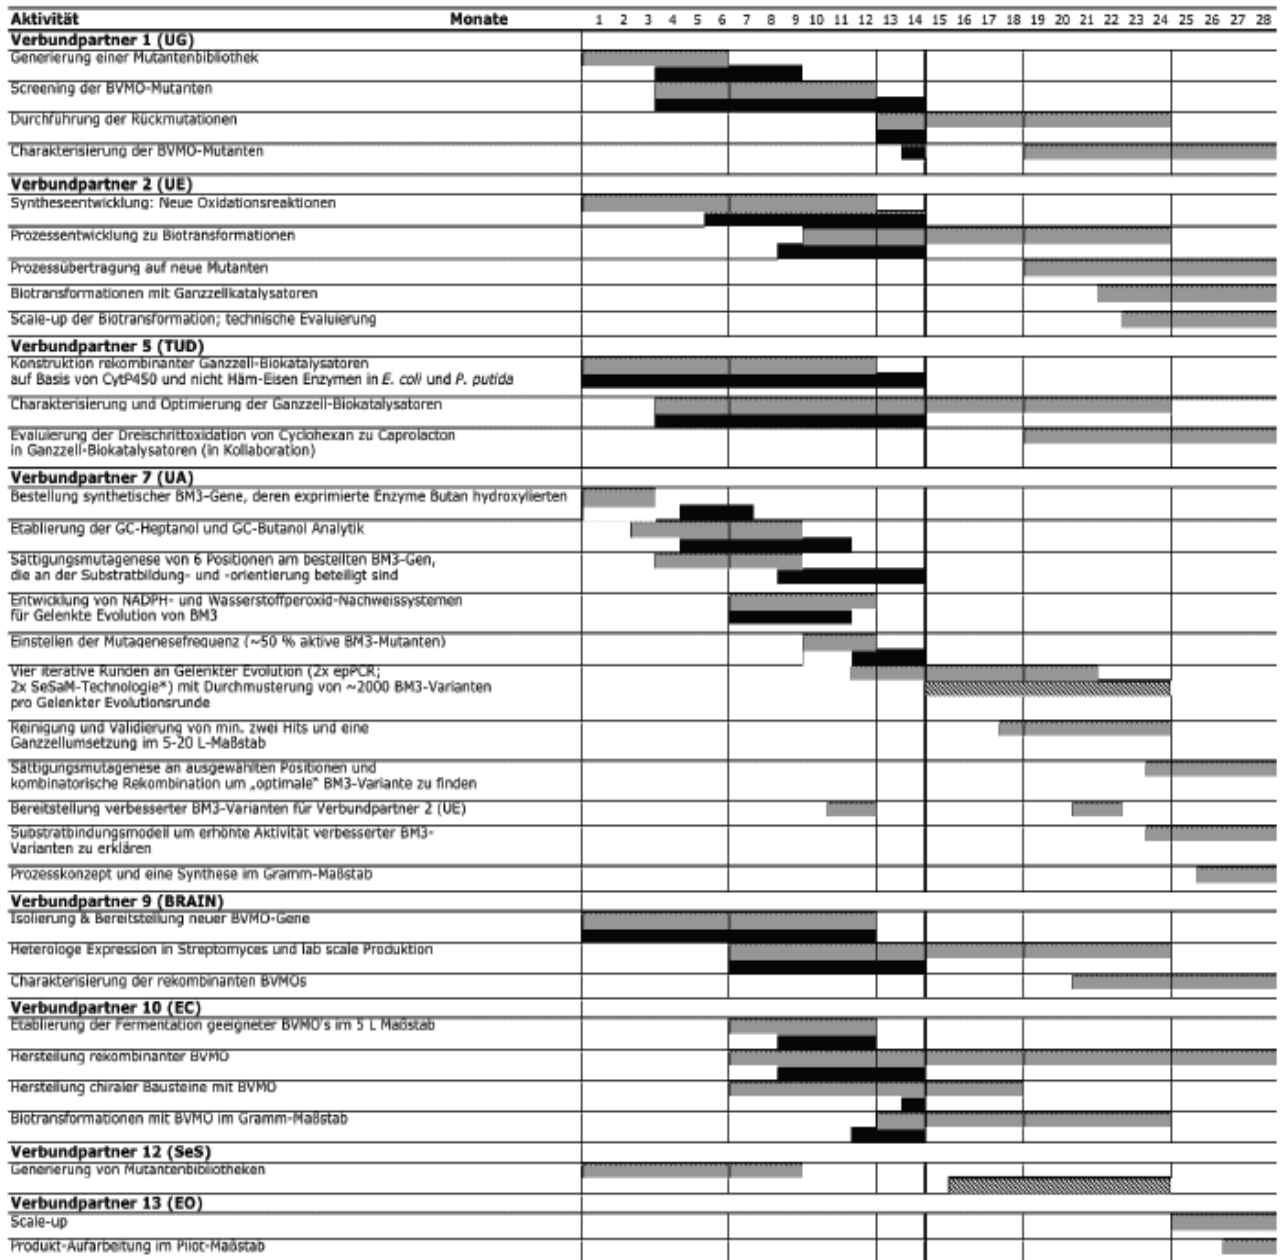 Aktivität Monate 1 2 3 4 5 6 7 8 9 10 11 12 13 14 15 16 17 18 19 20 21 22 23 24 25 26 27 28
Verbundpartner 1 (UG)
Generierung einer Mutantenbibliothek
Screening der BVMO-Mutanten
Durchführung der Rückmutationen
Charakterisierung der BVMO-Mutanten
Verbundpartner 2 (UE)
Syntheseentwicklung: Neue Oxidationsreaktionen
Prozessentwicklung zu Biotransformationen
Prozessübertragung auf neue Mutanten
Biotransformationen mit Ganzzellkatalysatoren
Scale-up der Biotransformation; technische Evaluierung
Verbundpartner 5 (TUD)
Konstruktion rekombinanter Ganzzell-Biokatalysatoren
auf Basis von CytP450 und nicht Häm-Eisen Enzymen in E. coli und P. putida
Charakterisierung und Optimierung der Ganzzell-Biokatalysatoren
Evaluierung der Dreischrittoxidation von Cyclohexan zu Caprolacton
in Ganzzell-Biokatalysatoren (in Kollaboration)
Verbundpartner 7 (UA)
Bestellung synthetischer BM3-Gene, deren exprimierte Enzyme Butan hydroxylierten
Etablierung der GC-Heptanol und GC-Butanol Analytik
Sättigungsmutagenese von 6 Positionen am bestellten BM3-Gen,
die an der Substratbildung- und -orientierung beteiligt sind
Entwicklung von NADPH- und Wasserstoffperoxid-Nachweissystemen
für Gelenkte Evolution von BM3
Einstellen der Mutagenesefrequenz (~50 % aktive BM3-Mutanten)
Vier iterative Runden an Gelenkter Evolution (2x epPCR;
2x SeSaM-Technologie*) mit Durchmusterung von ~2000 BM3-Varianten
pro Gelenkter Evolutionsrunde
Reinigung und Validierung von min. zwei Hits und eine
Ganzzellumsetzung im 5-20 L-Maßstab
Sättigungsmutagenese an ausgewählten Positionen und
kombinatorische Rekombination um „optimale" BM3-Variante zu finden
Bereitstellung verbesserter BM3-Varianten für Verbundpartner 2 (UE)
Substratbindungsmodell um erhöhte Aktivität verbesserter BM3-
Varianten zu erklären
Prozesskonzept und eine Synthese im Gramm-Maßstab
Verbundpartner 9 (BRAIN)
Isolierung & Bereitstellung neuer BVMO-Gene
Heterologe Expression in Streptomyces und lab scale Produktion
Charakterisierung der rekombinanten BVMOs
Verbundpartner 10 (EC)
Etablierung der Fermentation geeigneter BVMO's im 5 L Maßstab
Herstellung rekombinanter BVMO
Herstellung chiraler Bausteine mit BVMO
Biotransformationen mit BVMO im Gramm-Maßstab
Verbundpartner 12 (SeS)
Generierung von Mutantenbibliotheken
Verbundpartner 13 (EO)
Scale-up
Produkt-Aufarbeitung im Pilot-Maßstab